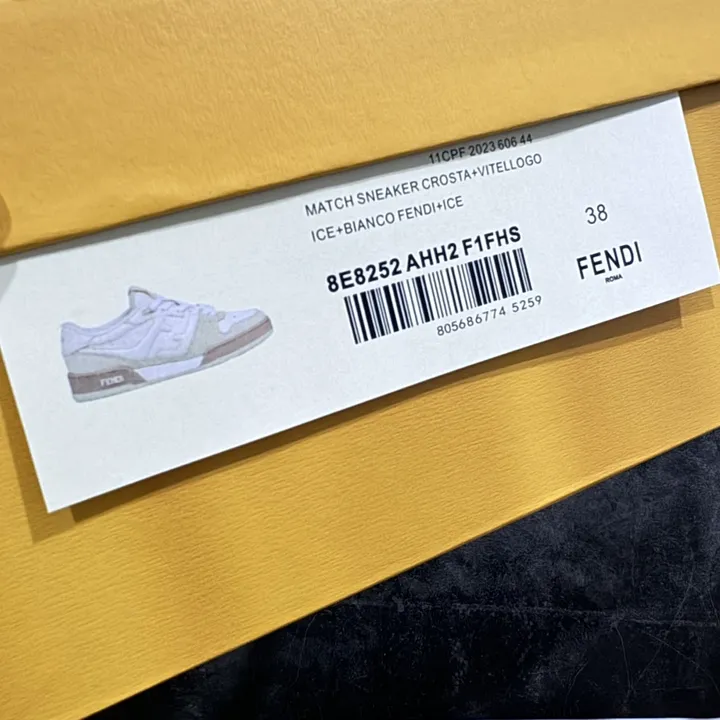 11CPF 2023 606 44
MATCH SNEAKER CROSTA+VITELLOGO
ICE+BIANCO FENDI+ICE
8E8252 AHH2 F1FHS
805686774 5259
38
FENDI
ROMA
FENDI